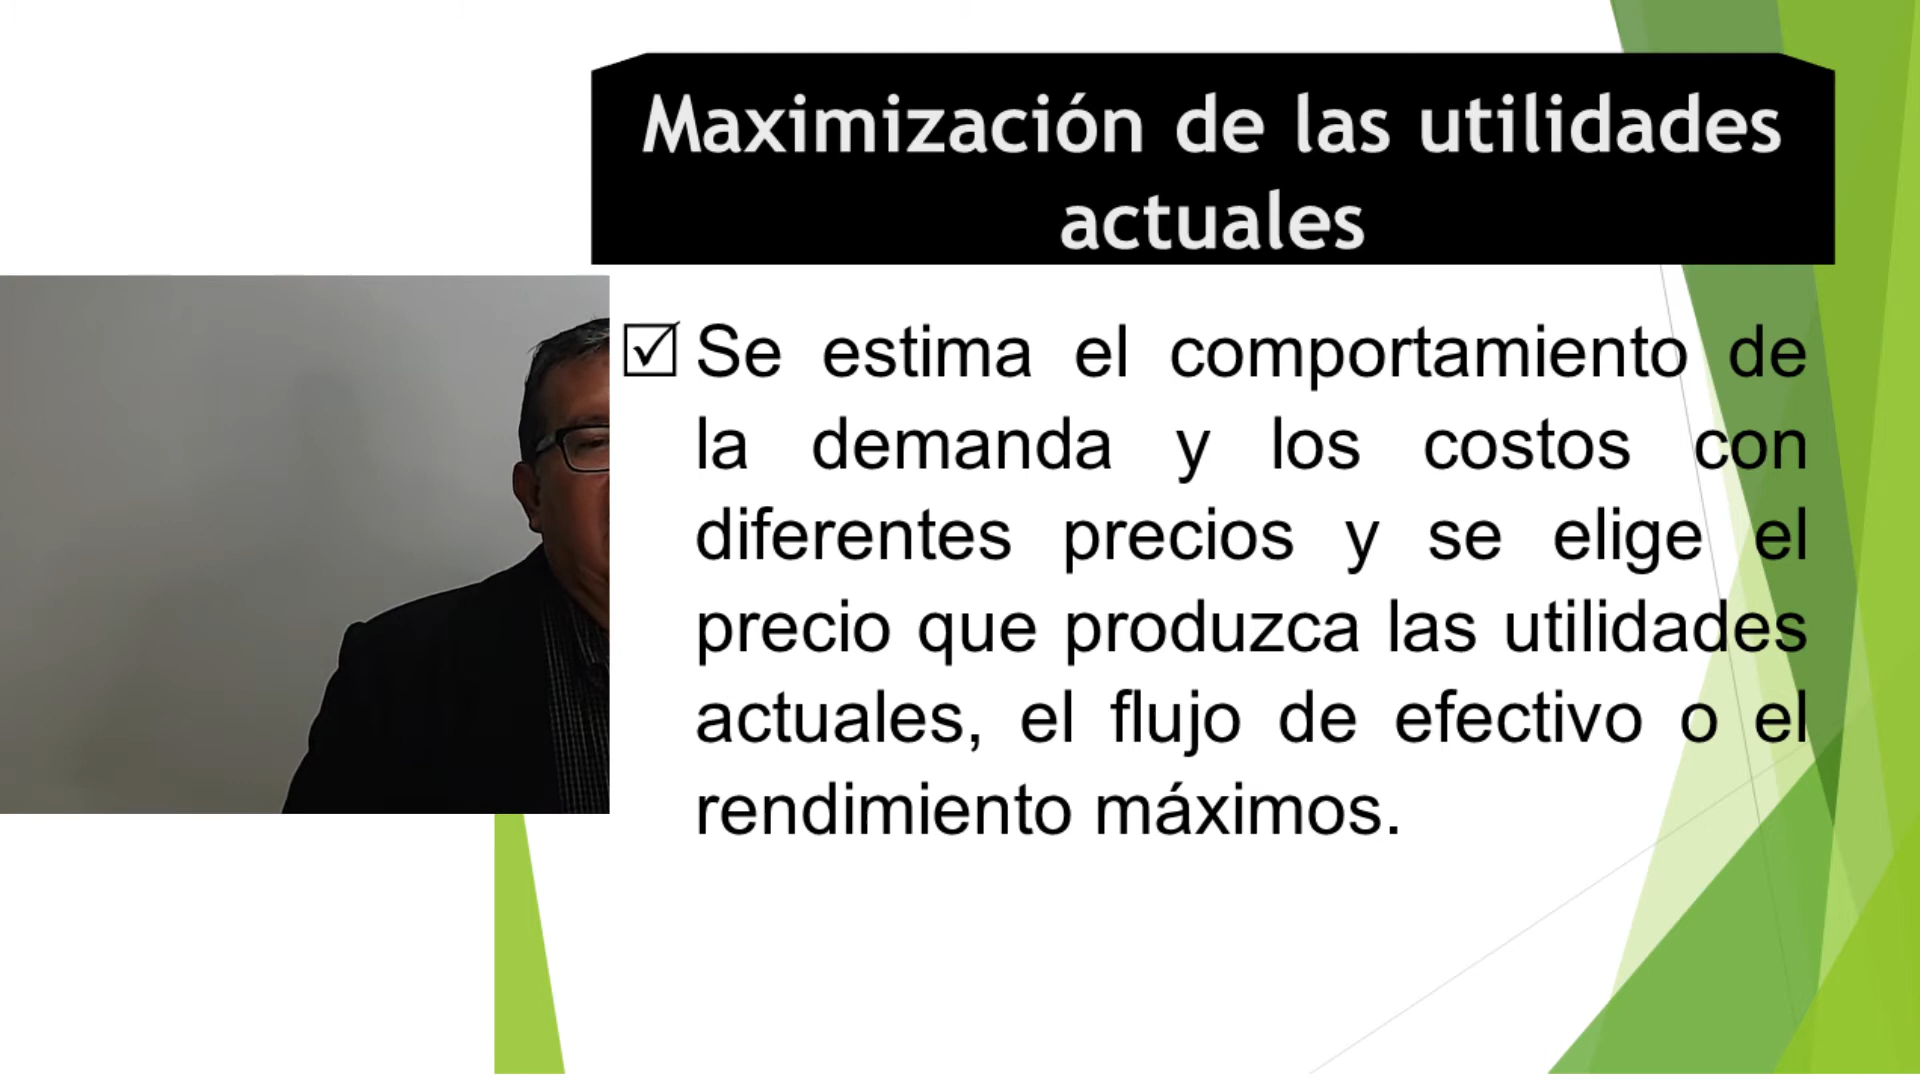 Maximización de las utilidades
actuales
Se estima el comportamiento de
la demanda y los costos con
diferentes precios y se elige el
precio que produzca las utilidades
actuales, el flujo de efectivo o el
rendimiento máximos.